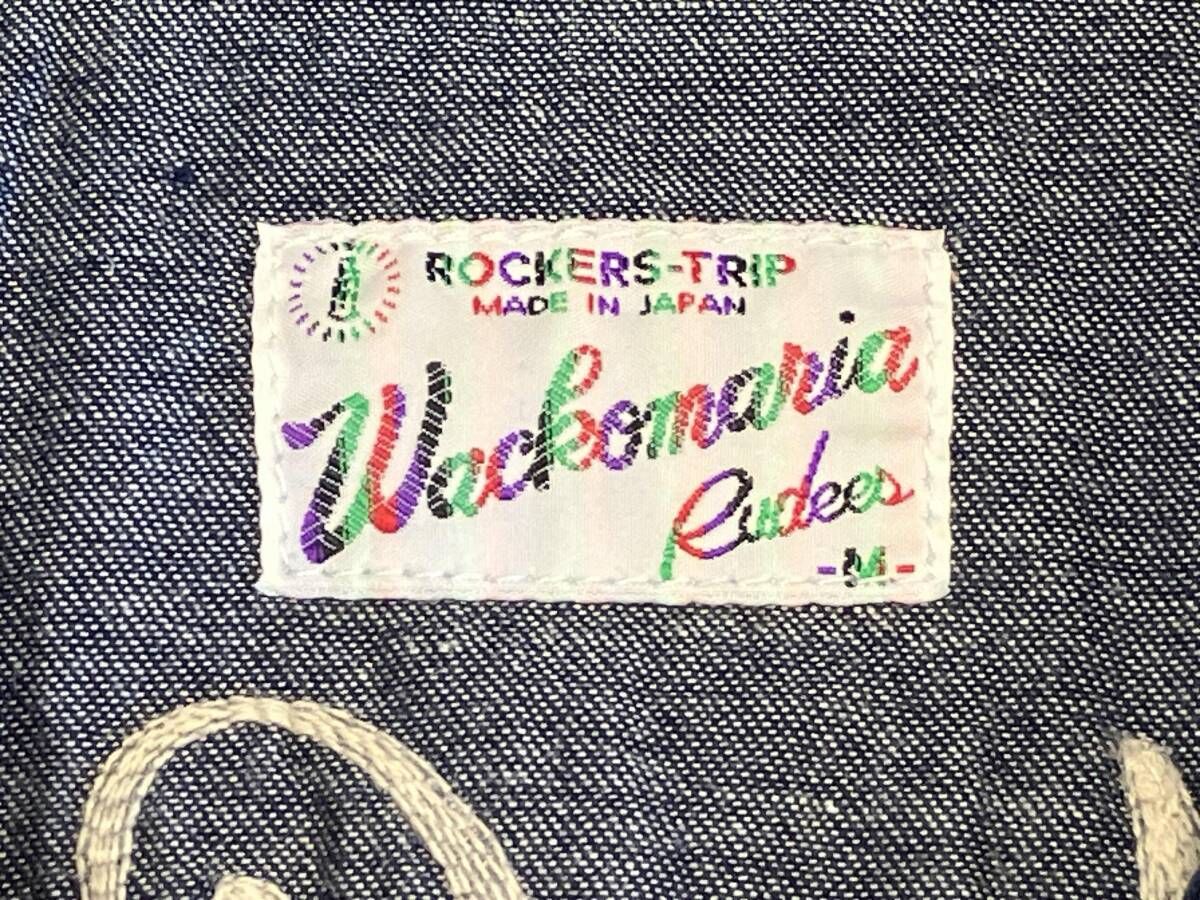 ROCKERS-TRIP
MADE IN JAPAN
Wackomaria
Rudees
-M-